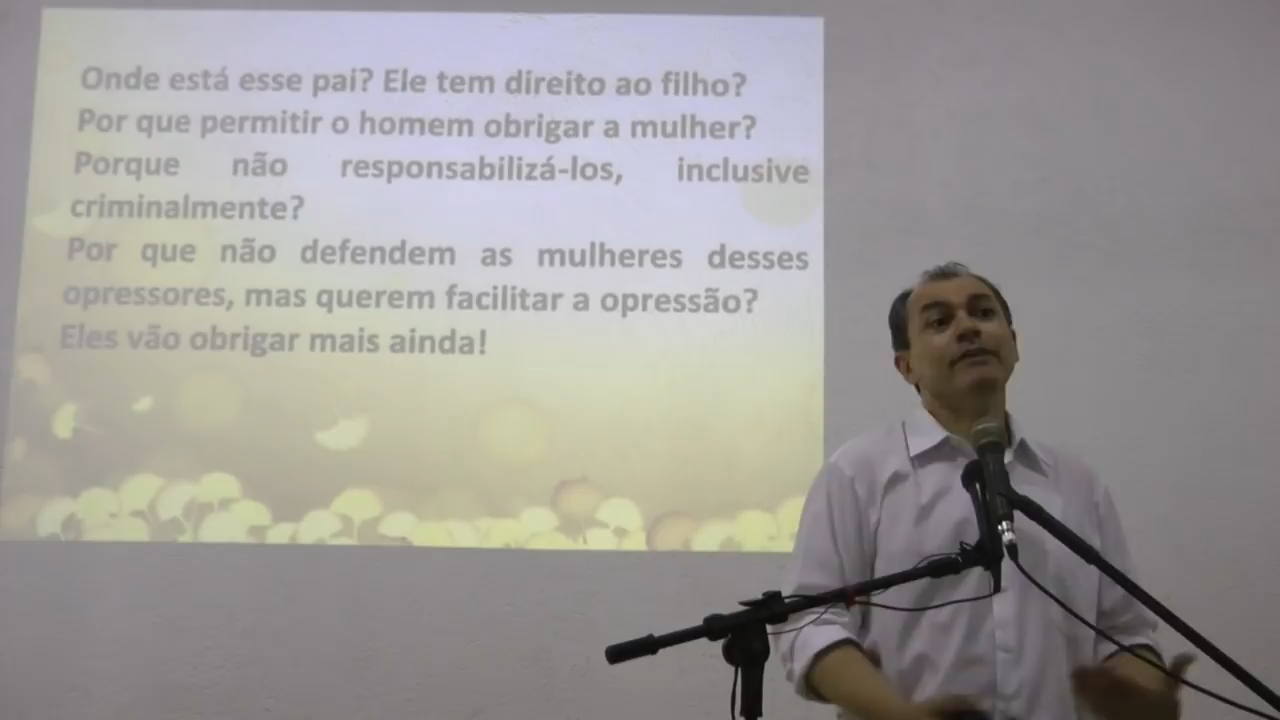 Onde está esse pai? Ele tem direito ao filho?
Por que permitir o homem obrigar a mulher?
Porque não responsabilizá-los, inclusive
criminalmente?
Por que não defendem as mulheres desses
opressores, mas querem facilitar a opressão?
Eles vão obrigar mais ainda!